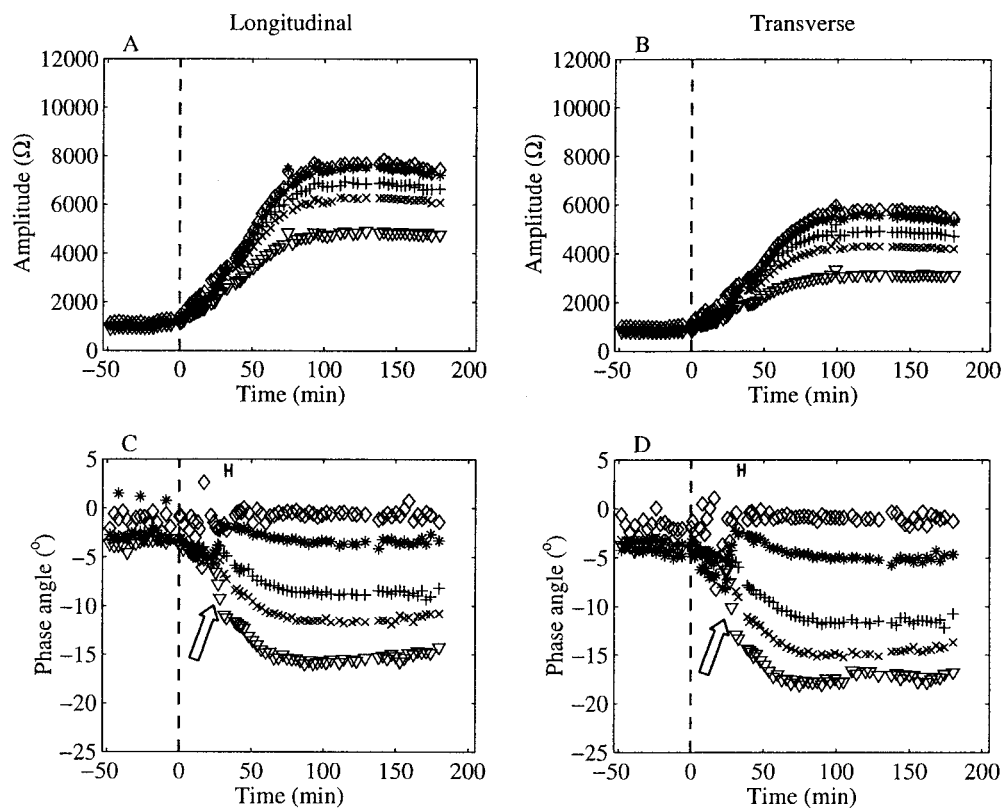 Longitudinal
Transverse
A
B
12000
10000
8000
6000
4000
2000
0
Amplitude (Ω)
−50 0 50 100 150 200
Time (min)
12000
10000
8000
6000
4000
2000
0
Amplitude (Ω)
−50 0 50 100 150 200
Time (min)
C
D
5
0
−5
−10
−15
−20
−25
Phase angle (°)
H
−50 0 50 100 150 200
Time (min)
5
0
−5
−10
−15
−20
−25
Phase angle (°)
H
−50 0 50 100 150 200
Time (min)